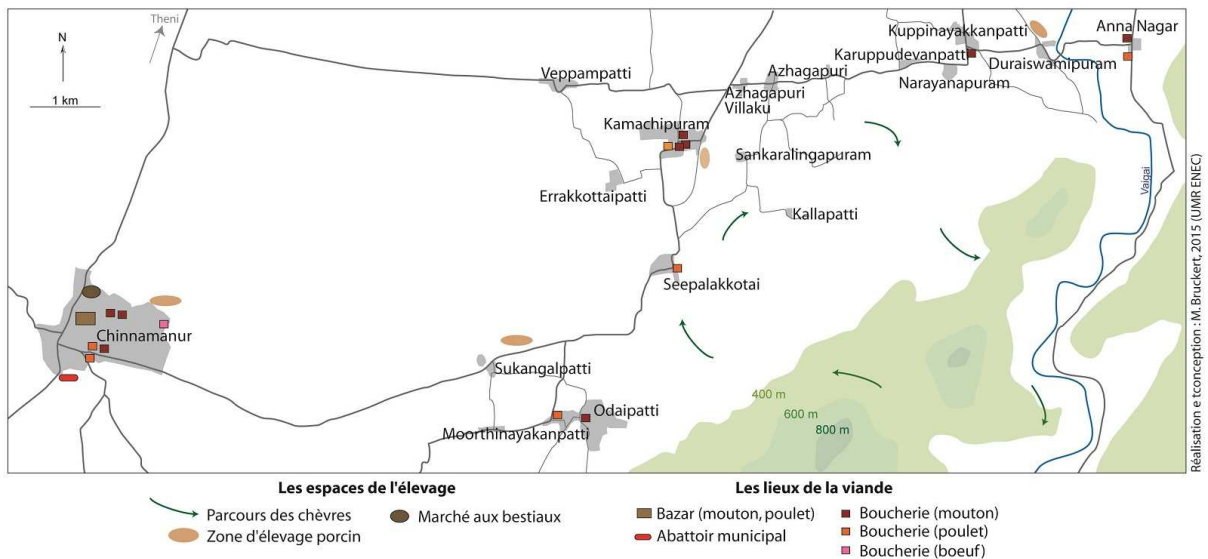 Theni
N
1 km
Kuppinayakkanpatti
Anna Nagar
Karuppudevanpatti
Duraiswamipuram
Narayanapuram
Veppampatti
Azhagapuri
Azhagapuri
Villaku
Kamachipuram
Sankaralingapuram
Errakkottaipatti
Kallapatti
Vaigai
Seepalakkotai
Chinnamanur
Sukangalpatti
Odaipatti
Moorthinayakanpatti
400 m
600 m
800 m
Réalisation e tconception : M.Bruckert, 2015 (UMR ENEC)
Les espaces de l'élevage
Parcours des chèvres
Marché aux bestiaux
Zone d'élevage porcin
Les lieux de la viande
Bazar (mouton, poulet)
Boucherie (mouton)
Abattoir municipal
Boucherie (poulet)
Boucherie (boeuf)